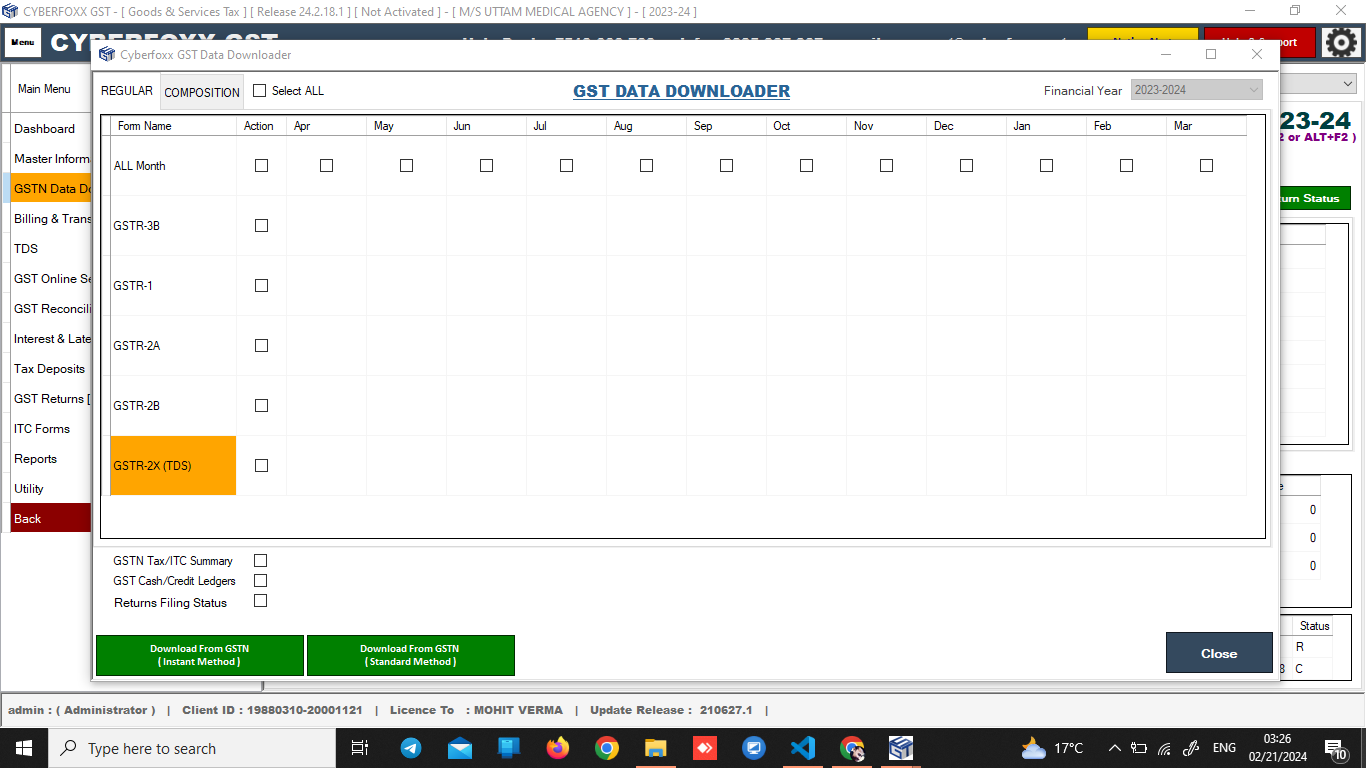 CYBERFOXX GST - [ Goods & Services Tax ] [ Release 24.2.18.1 ] [ Not Activated ] - [ M/S UTTAM MEDICAL AGENCY ] - [ 2023-24 ]
Menu
CYBERFOXX GST
Cyberfoxx GST Data Downloader
Main Menu
Dashboard
Master Inform
GSTN Data Do
Billing & Trans
TDS
GST Online Se
GST Reconcili
Interest & Late
Tax Deposits
GST Returns [
ITC Forms
Reports
Utility
Back
REGULAR
COMPOSITION
Select ALL
GST DATA DOWNLOADER
Financial Year
2023-2024
Form Name Action Apr May Jun Jul Aug Sep Oct Nov Dec Jan Feb Mar
ALL Month
GSTR-3B
GSTR-1
GSTR-2A
GSTR-2B
GSTR-2X (TDS)
GSTN Tax/ITC Summary
GST Cash/Credit Ledgers
Returns Filing Status
Download From GSTN
( Instant Method )
Download From GSTN
( Standard Method )
Close
23-24
2 or ALT+F2 )
urn Status
0
0
0
Status
R
8 C
admin : ( Administrator ) | Client ID : 19880310-20001121 | Licence To : MOHIT VERMA | Update Release : 210627.1 |
Type here to search
17°C
ENG
03:26
02/21/2024
10